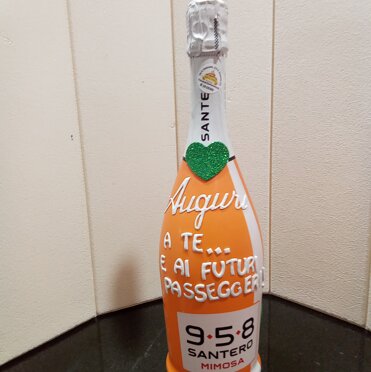 SANTERO
Auguri
A TE...
E AI FUTURI
PASSEGGERI!
9·5·8
SANTERO
MIMOSA